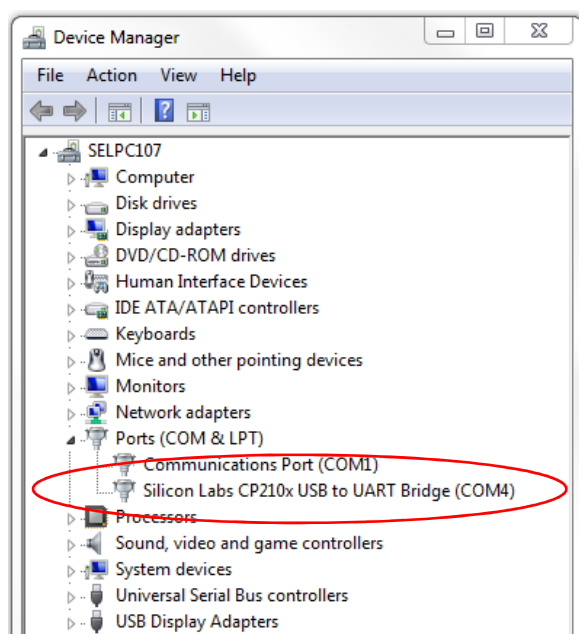 Device Manager
File Action View Help
SELPC107
Computer
Disk drives
Display adapters
DVD/CD-ROM drives
Human Interface Devices
IDE ATA/ATAPI controllers
Keyboards
Mice and other pointing devices
Monitors
Network adapters
Ports (COM & LPT)
Communications Port (COM1)
Silicon Labs CP210x USB to UART Bridge (COM4)
Processors
Sound, video and game controllers
System devices
Universal Serial Bus controllers
USB Display Adapters